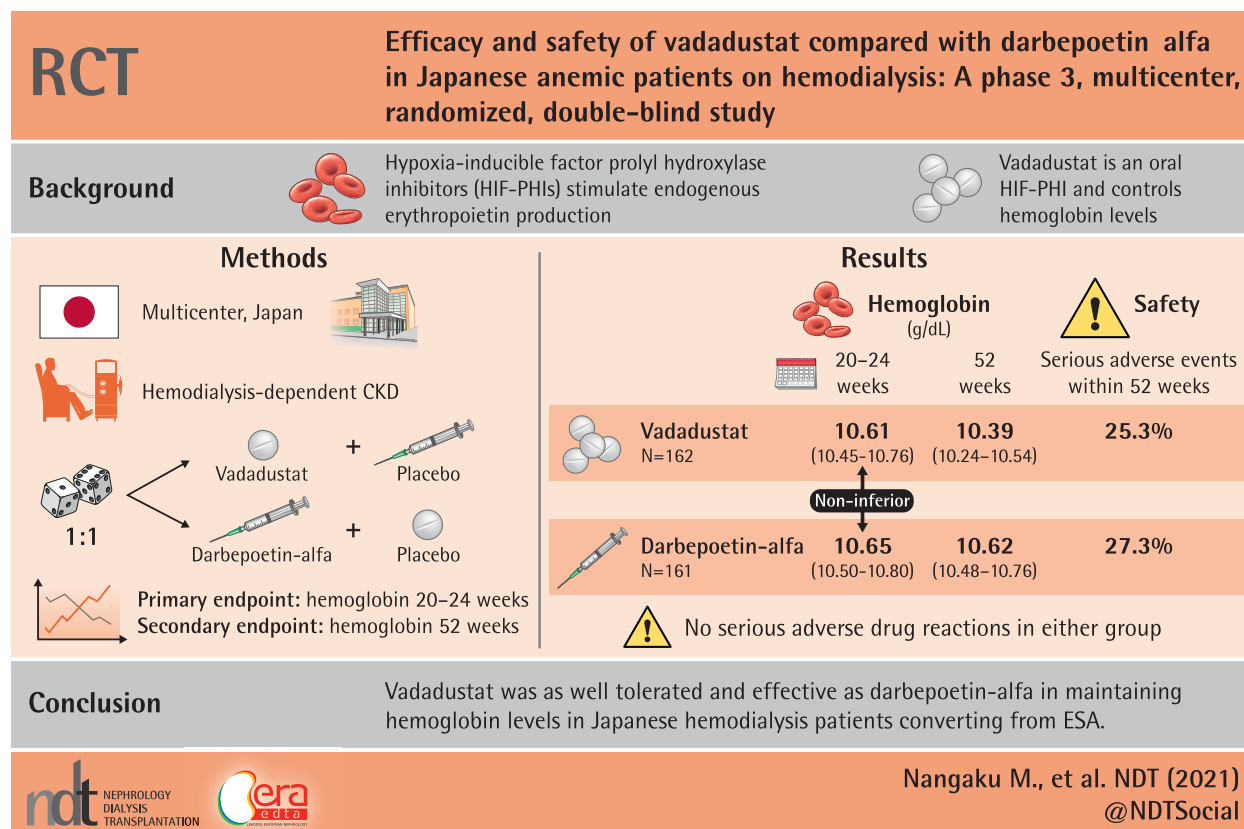 RCT
Efficacy and safety of vadadustat compared with darbepoetin alfa
in Japanese anemic patients on hemodialysis: A phase 3, multicenter,
randomized, double-blind study
Background
Hypoxia-inducible factor prolyl hydroxylase
inhibitors (HIF-PHIs) stimulate endogenous
erythropoietin production
Vadadustat is an oral
HIF-PHI and controls
hemoglobin levels
Methods
Multicenter, Japan
Hemodialysis-dependent CKD
1:1
+
Vadadustat
Placebo
+
Darbepoetin-alfa
Placebo
Primary endpoint: hemoglobin 20–24 weeks
Secondary endpoint: hemoglobin 52 weeks
Results
Hemoglobin
(g/dL)
Safety
20–24
weeks
52
weeks
Serious adverse events
within 52 weeks
Vadadustat
N=162
10.61
(10.45–10.76)
10.39
(10.24–10.54)
25.3%
Non-inferior
Darbepoetin-alfa
N=161
10.65
(10.50–10.80)
10.62
(10.48–10.76)
27.3%
No serious adverse drug reactions in either group
Conclusion
Vadadustat was as well tolerated and effective as darbepoetin-alfa in maintaining
hemoglobin levels in Japanese hemodialysis patients converting from ESA.
ndt
NEPHROLOGY
DIALYSIS
TRANSPLANTATION
era
edta
LEADING EUROPEAN NEPHROLOGY
Nangaku M., et al. NDT (2021)
@NDTSocial